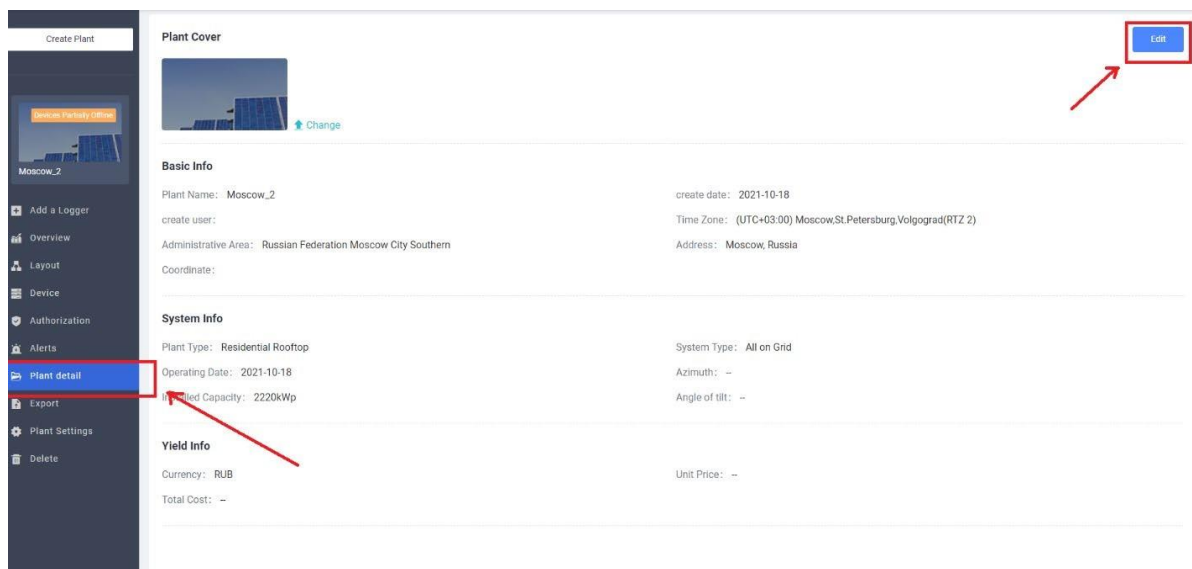 Create Plant
Devices Partially Offline
Moscow_2
Add a Logger
Overview
Layout
Device
Authorization
Alerts
Plant detail
Export
Plant Settings
Delete
Plant Cover
Edit
Change
Basic Info
Plant Name: Moscow_2
create date: 2021-10-18
create user:
Time Zone: (UTC+03:00) Moscow,St.Petersburg,Volgograd(RTZ 2)
Administrative Area: Russian Federation Moscow City Southern
Address: Moscow, Russia
Coordinate:
System Info
Plant Type: Residential Rooftop
System Type: All on Grid
Operating Date: 2021-10-18
Azimuth: --
Installed Capacity: 2220kWp
Angle of tilt: --
Yield Info
Currency: RUB
Unit Price: --
Total Cost: --